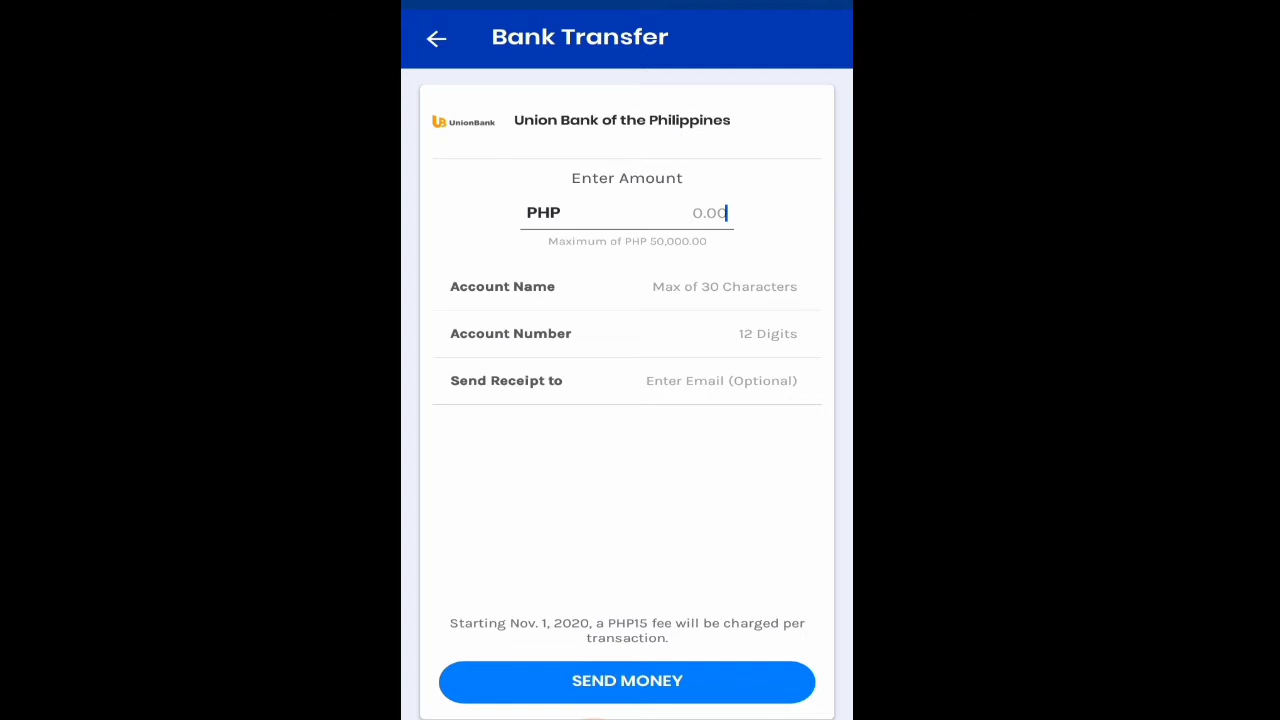 Bank Transfer
UB UnionBank Union Bank of the Philippines
Enter Amount
PHP 0.00
Maximum of PHP 50,000.00
Account Name Max of 30 Characters
Account Number 12 Digits
Send Receipt to Enter Email (Optional)
Starting Nov. 1, 2020, a PHP15 fee will be charged per
transaction.
SEND MONEY